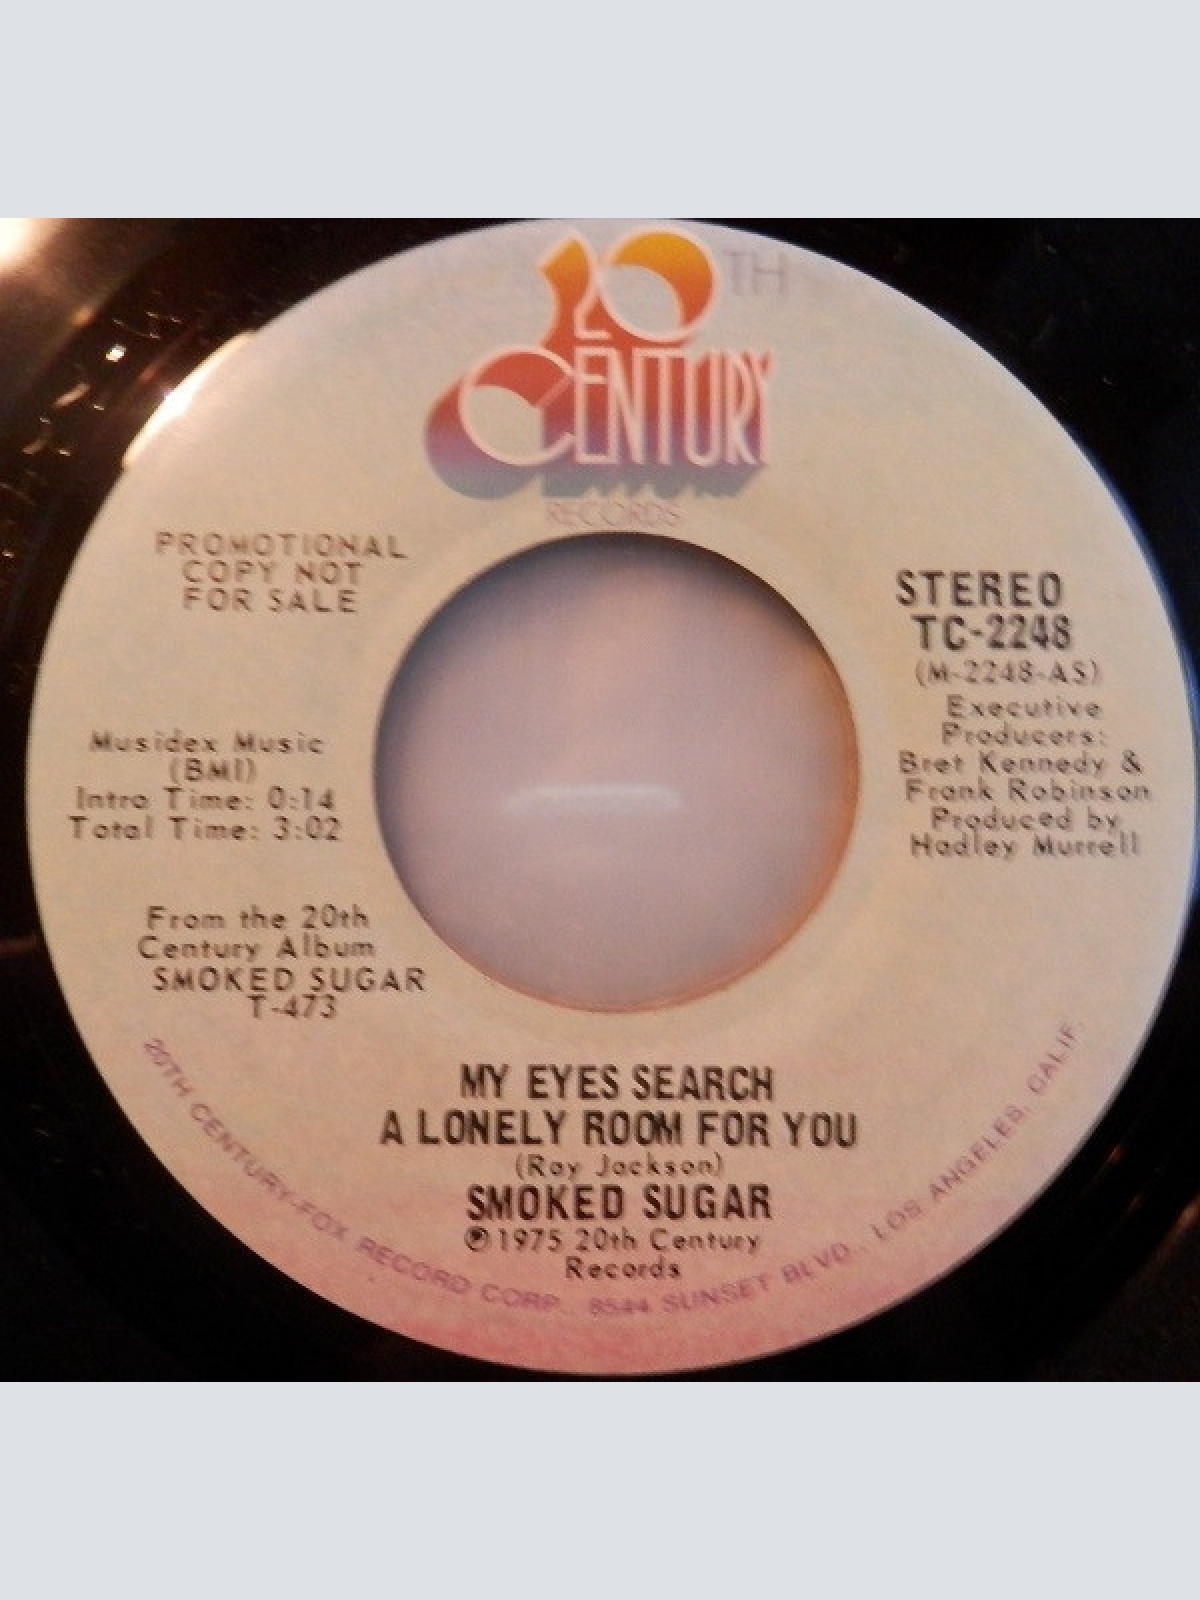 20TH
CENTURY
RECORDS
PROMOTIONAL
COPY NOT
FOR SALE
STEREO
TC-2248
(M-2248-AS)
Executive
Producers:
Bret Kennedy &
Frank Robinson
Produced by
Hadley Murrell
Musidex Music
(BMI)
Intro Time: 0:14
Total Time: 3:02
From the 20th
Century Album
SMOKED SUGAR
T-473
MY EYES SEARCH
A LONELY ROOM FOR YOU
(Ray Jackson)
SMOKED SUGAR
℗ 1975 20th Century
Records
20TH CENTURY-FOX RECORD CORP., 8544 SUNSET BLVD., LOS ANGELES, CALIF.